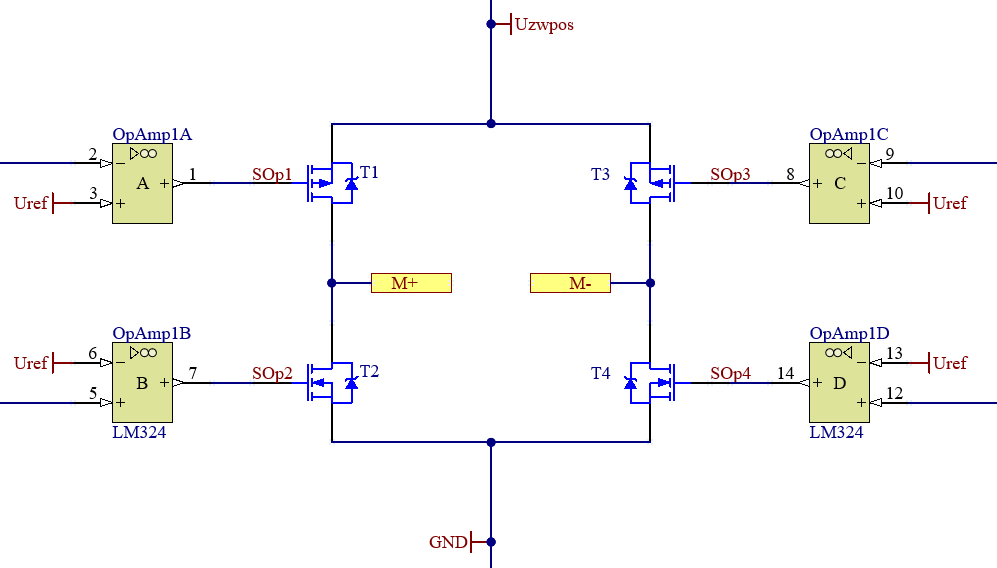 Uzwpos
OpAmp1A
OpAmp1C
2
▷∞
∞◁
9
−
−
1
SOp1
T1
T3
SOp3
8
A
+
+
C
3
10
Uref
+
+
Uref
M+
M-
OpAmp1B
OpAmp1D
6
▷∞
∞◁
13
Uref
−
−
Uref
7
SOp2
T2
T4
SOp4
14
B
+
+
D
5
12
+
+
LM324
LM324
GND